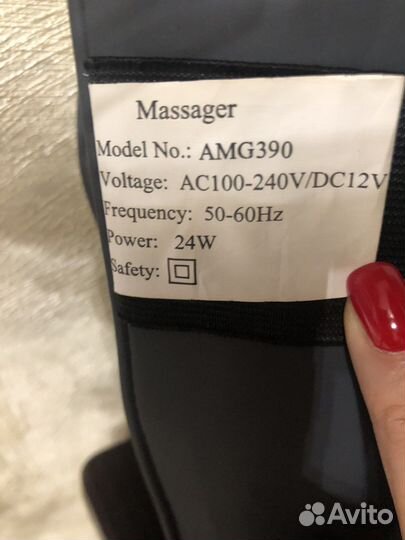 Massager
Model No.: AMG390
Voltage: AC100-240V/DC12V
Frequency: 50-60Hz
Power: 24W
Safety:
Avito